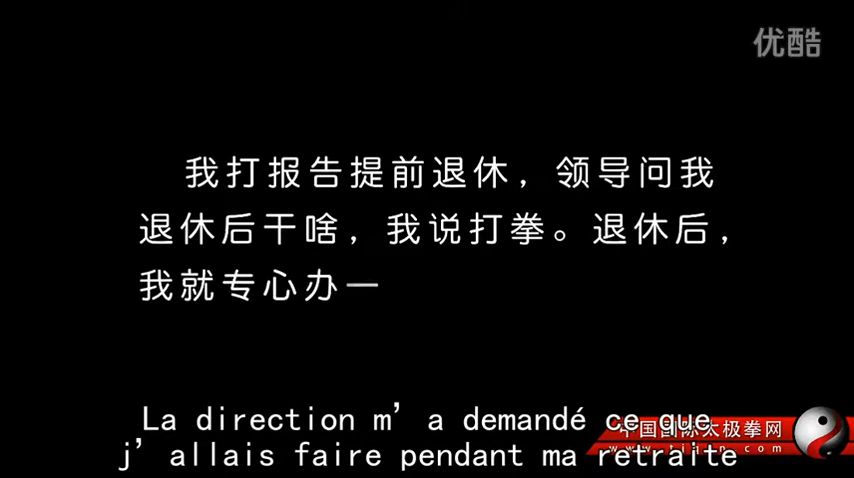 优酷
我打报告提前退休，领导问我
退休后干啥，我说打拳。退休后，
我就专心办一
La direction m’a demandé ce que
j’allais faire pendant ma retraite
中国国际太极拳网